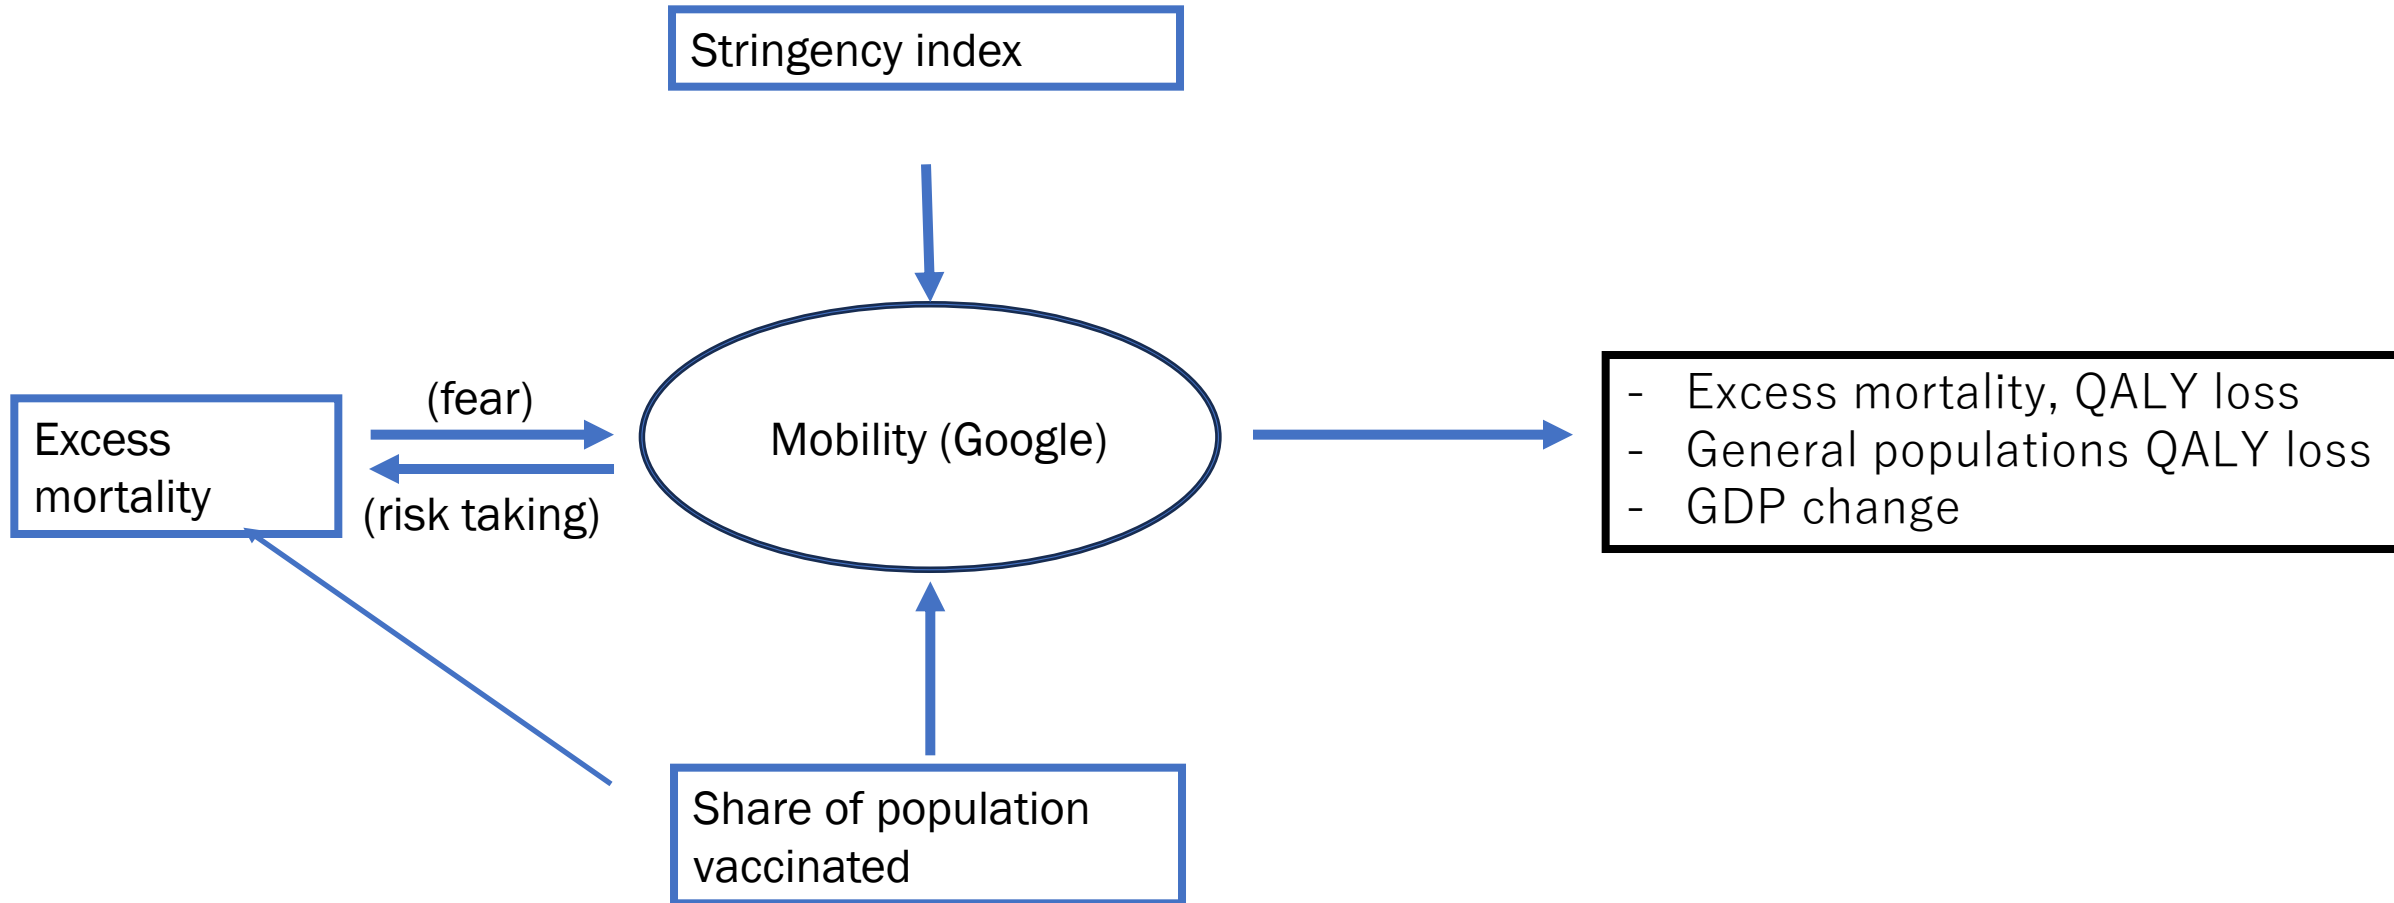 Stringency index
(fear)
Excess
mortality
(risk taking)
Mobility (Google)
- Excess mortality, QALY loss
- General populations QALY loss
- GDP change
Share of population
vaccinated